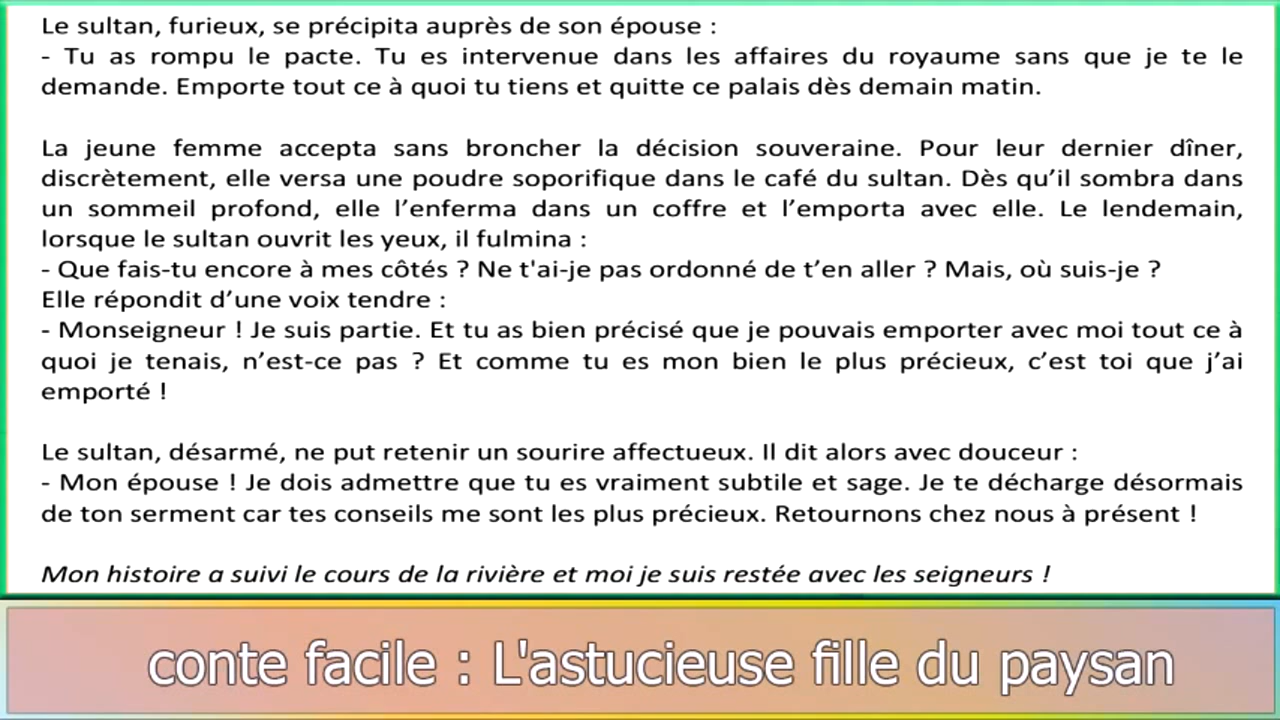 Le sultan, furieux, se précipita auprès de son épouse :
- Tu as rompu le pacte. Tu es intervenue dans les affaires du royaume sans que je te le
demande. Emporte tout ce à quoi tu tiens et quitte ce palais dès demain matin.
La jeune femme accepta sans broncher la décision souveraine. Pour leur dernier dîner,
discrètement, elle versa une poudre soporifique dans le café du sultan. Dès qu’il sombra dans
un sommeil profond, elle l’enferma dans un coffre et l’emporta avec elle. Le lendemain,
lorsque le sultan ouvrit les yeux, il fulmina :
- Que fais-tu encore à mes côtés ? Ne t'ai-je pas ordonné de t’en aller ? Mais, où suis-je ?
Elle répondit d’une voix tendre :
- Monseigneur ! Je suis partie. Et tu as bien précisé que je pouvais emporter avec moi tout ce à
quoi je tenais, n’est-ce pas ? Et comme tu es mon bien le plus précieux, c’est toi que j’ai
emporté !
Le sultan, désarmé, ne put retenir un sourire affectueux. Il dit alors avec douceur :
- Mon épouse ! Je dois admettre que tu es vraiment subtile et sage. Je te décharge désormais
de ton serment car tes conseils me sont les plus précieux. Retournons chez nous à présent !
Mon histoire a suivi le cours de la rivière et moi je suis restée avec les seigneurs !
conte facile : L'astucieuse fille du paysan